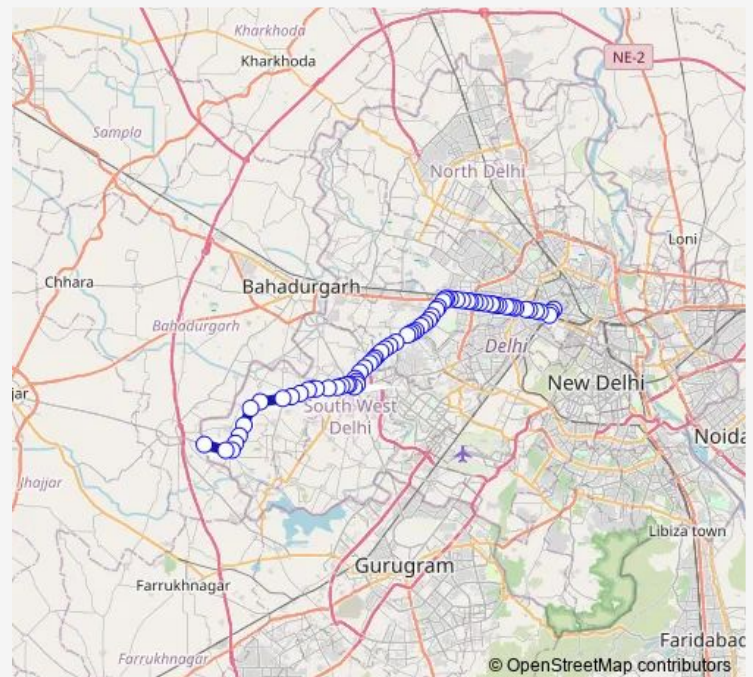 Kharkhoda
Kharkhoda
NE-2
Sampla
North Delhi
Loni
Chhara
Bahadurgarh
Bahadurgarh
Delhi
New Delhi
jar
South West
Delhi
Noida
Jhajjar
Libiza town
Gurugram
Farrukhnagar
Farrukhnagar
Faridabad
© OpenStreetMap contributors